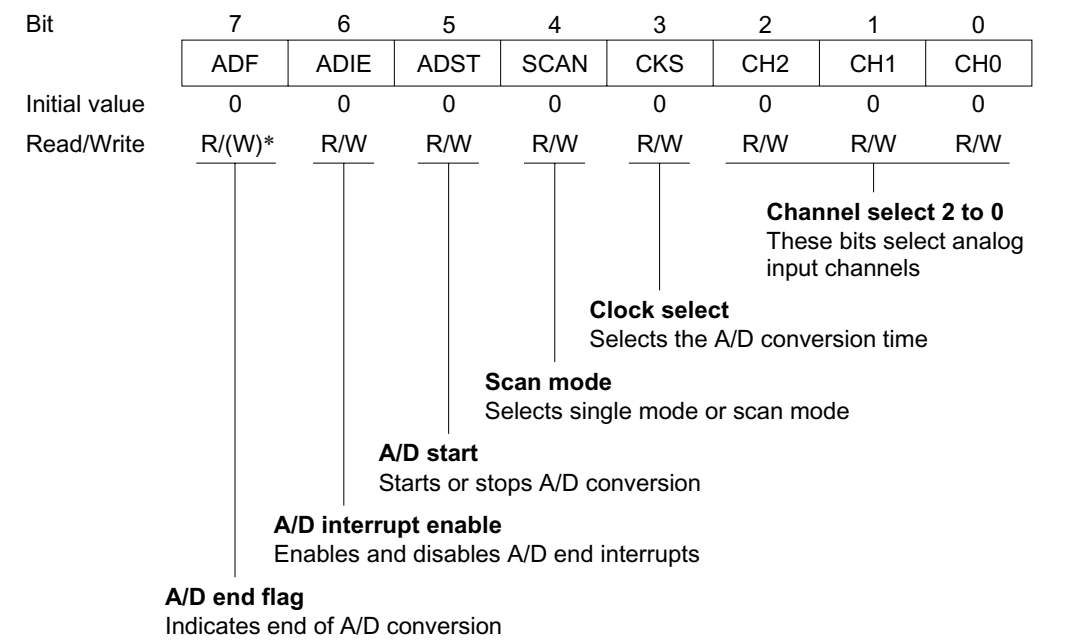 Bit 7 6 5 4 3 2 1 0
ADF ADIE ADST SCAN CKS CH2 CH1 CH0
Initial value 0 0 0 0 0 0 0 0
Read/Write R/(W)* R/W R/W R/W R/W R/W R/W R/W
Channel select 2 to 0
These bits select analog
input channels
Clock select
Selects the A/D conversion time
Scan mode
Selects single mode or scan mode
A/D start
Starts or stops A/D conversion
A/D interrupt enable
Enables and disables A/D end interrupts
A/D end flag
Indicates end of A/D conversion